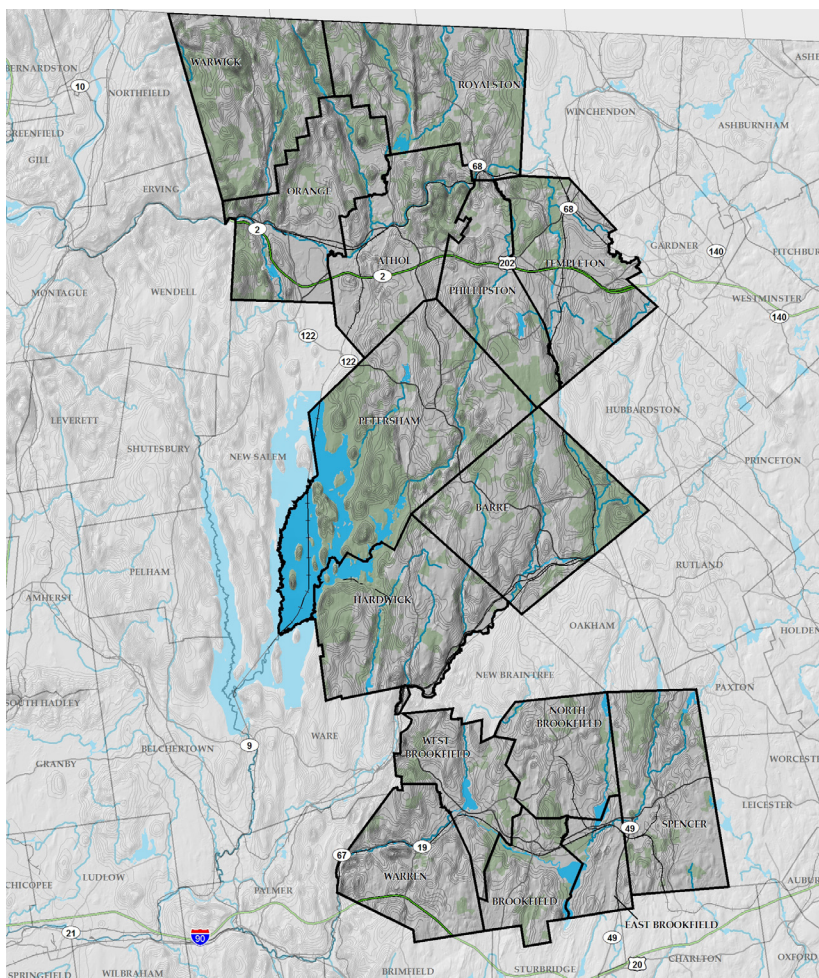 BERNARDSTON
10
NORTHFIELD
WARWICK
ROYALSTON
WINCHENDON
ASHBURNHAM
GREENFIELD
GILL
ERVING
ORANGE
68
68
2
2
ATHOL
202
TEMPLETON
GARDNER
140
MONTAGUE
WENDELL
PHILLIPSTON
WESTMINSTER
140
122
122
LEVERETT
SHUTESBURY
NEW SALEM
PETERSHAM
HUBBARDSTON
PRINCETON
BARRE
PELHAM
RUTLAND
AMHERST
HARDWICK
OAKHAM
HOLDEN
NEW BRAINTREE
PAXTON
SOUTH HADLEY
BELCHERTOWN
9
WARE
WEST
BROOKFIELD
NORTH
BROOKFIELD
GRANBY
WORCESTER
LEICESTER
49
SPENCER
67
19
WARREN
CHICOPEE
LUDLOW
PALMER
BROOKFIELD
EAST BROOKFIELD
21
90
49
20
SPRINGFIELD
WILBRAHAM
BRIMFIELD
STURBRIDGE
CHARLTON
OXFORD